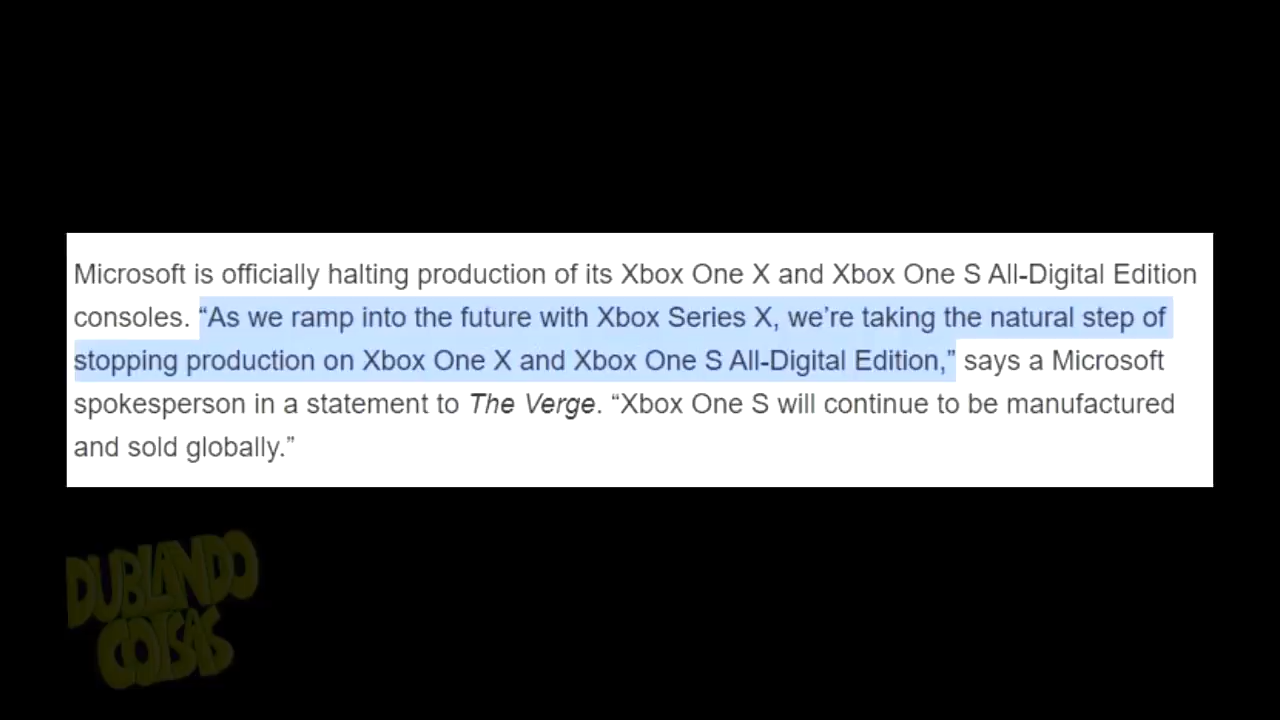 Microsoft is officially halting production of its Xbox One X and Xbox One S All-Digital Edition
consoles. “As we ramp into the future with Xbox Series X, we’re taking the natural step of
stopping production on Xbox One X and Xbox One S All-Digital Edition,” says a Microsoft
spokesperson in a statement to The Verge. “Xbox One S will continue to be manufactured
and sold globally.”
DUBLANDO
COISAS